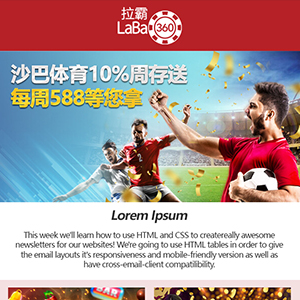 拉霸
LaBa 360
沙巴体育10%周存送
每周588等您拿
Lorem Ipsum
This week we'll learn how to use HTML and CSS to createreally awesome
newsletters for our websites! We're going to use HTML tables in order to give
the email layouts it's responsiveness and mobile-friendly version as well as
have cross-email-client compatibility.